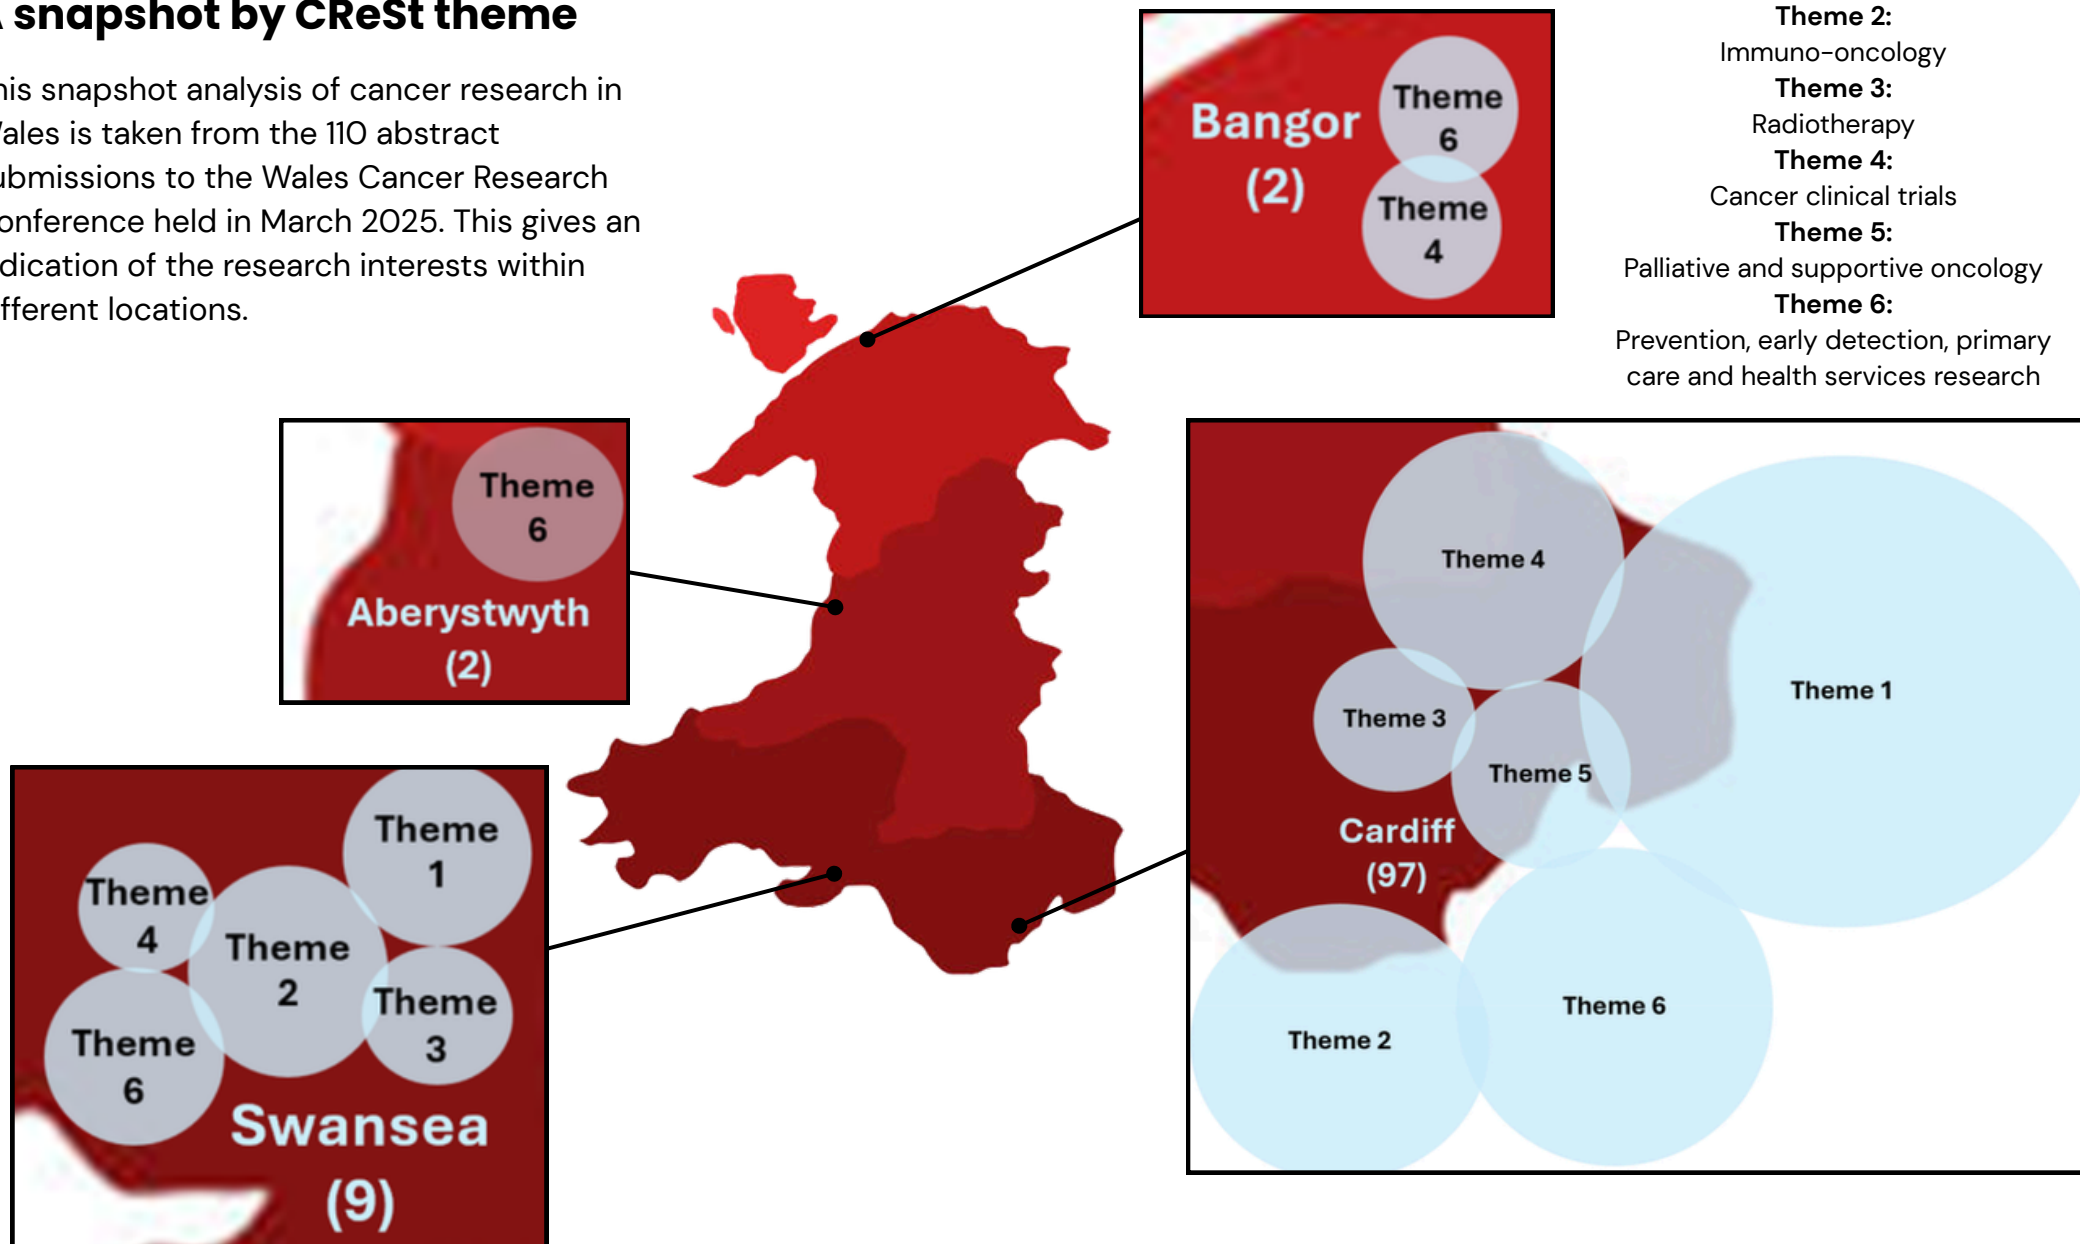 snapshot by CReSt theme
his snapshot analysis of cancer research in
ales is taken from the 110 abstract
ubmissions to the Wales Cancer Research
onference held in March 2025. This gives an
dication of the research interests within
fferent locations.
Theme 2:
Immuno-oncology
Theme 3:
Radiotherapy
Theme 4:
Cancer clinical trials
Theme 5:
Palliative and supportive oncology
Theme 6:
Prevention, early detection, primary
care and health services research
Bangor
(2)
Theme
6
Theme
4
Theme
6
Aberystwyth
(2)
Theme
1
Theme
4
Theme
2
Theme
3
Theme
6
Swansea
(9)
Theme 4
Theme 1
Theme 3
Theme 5
Cardiff
(97)
Theme 6
Theme 2